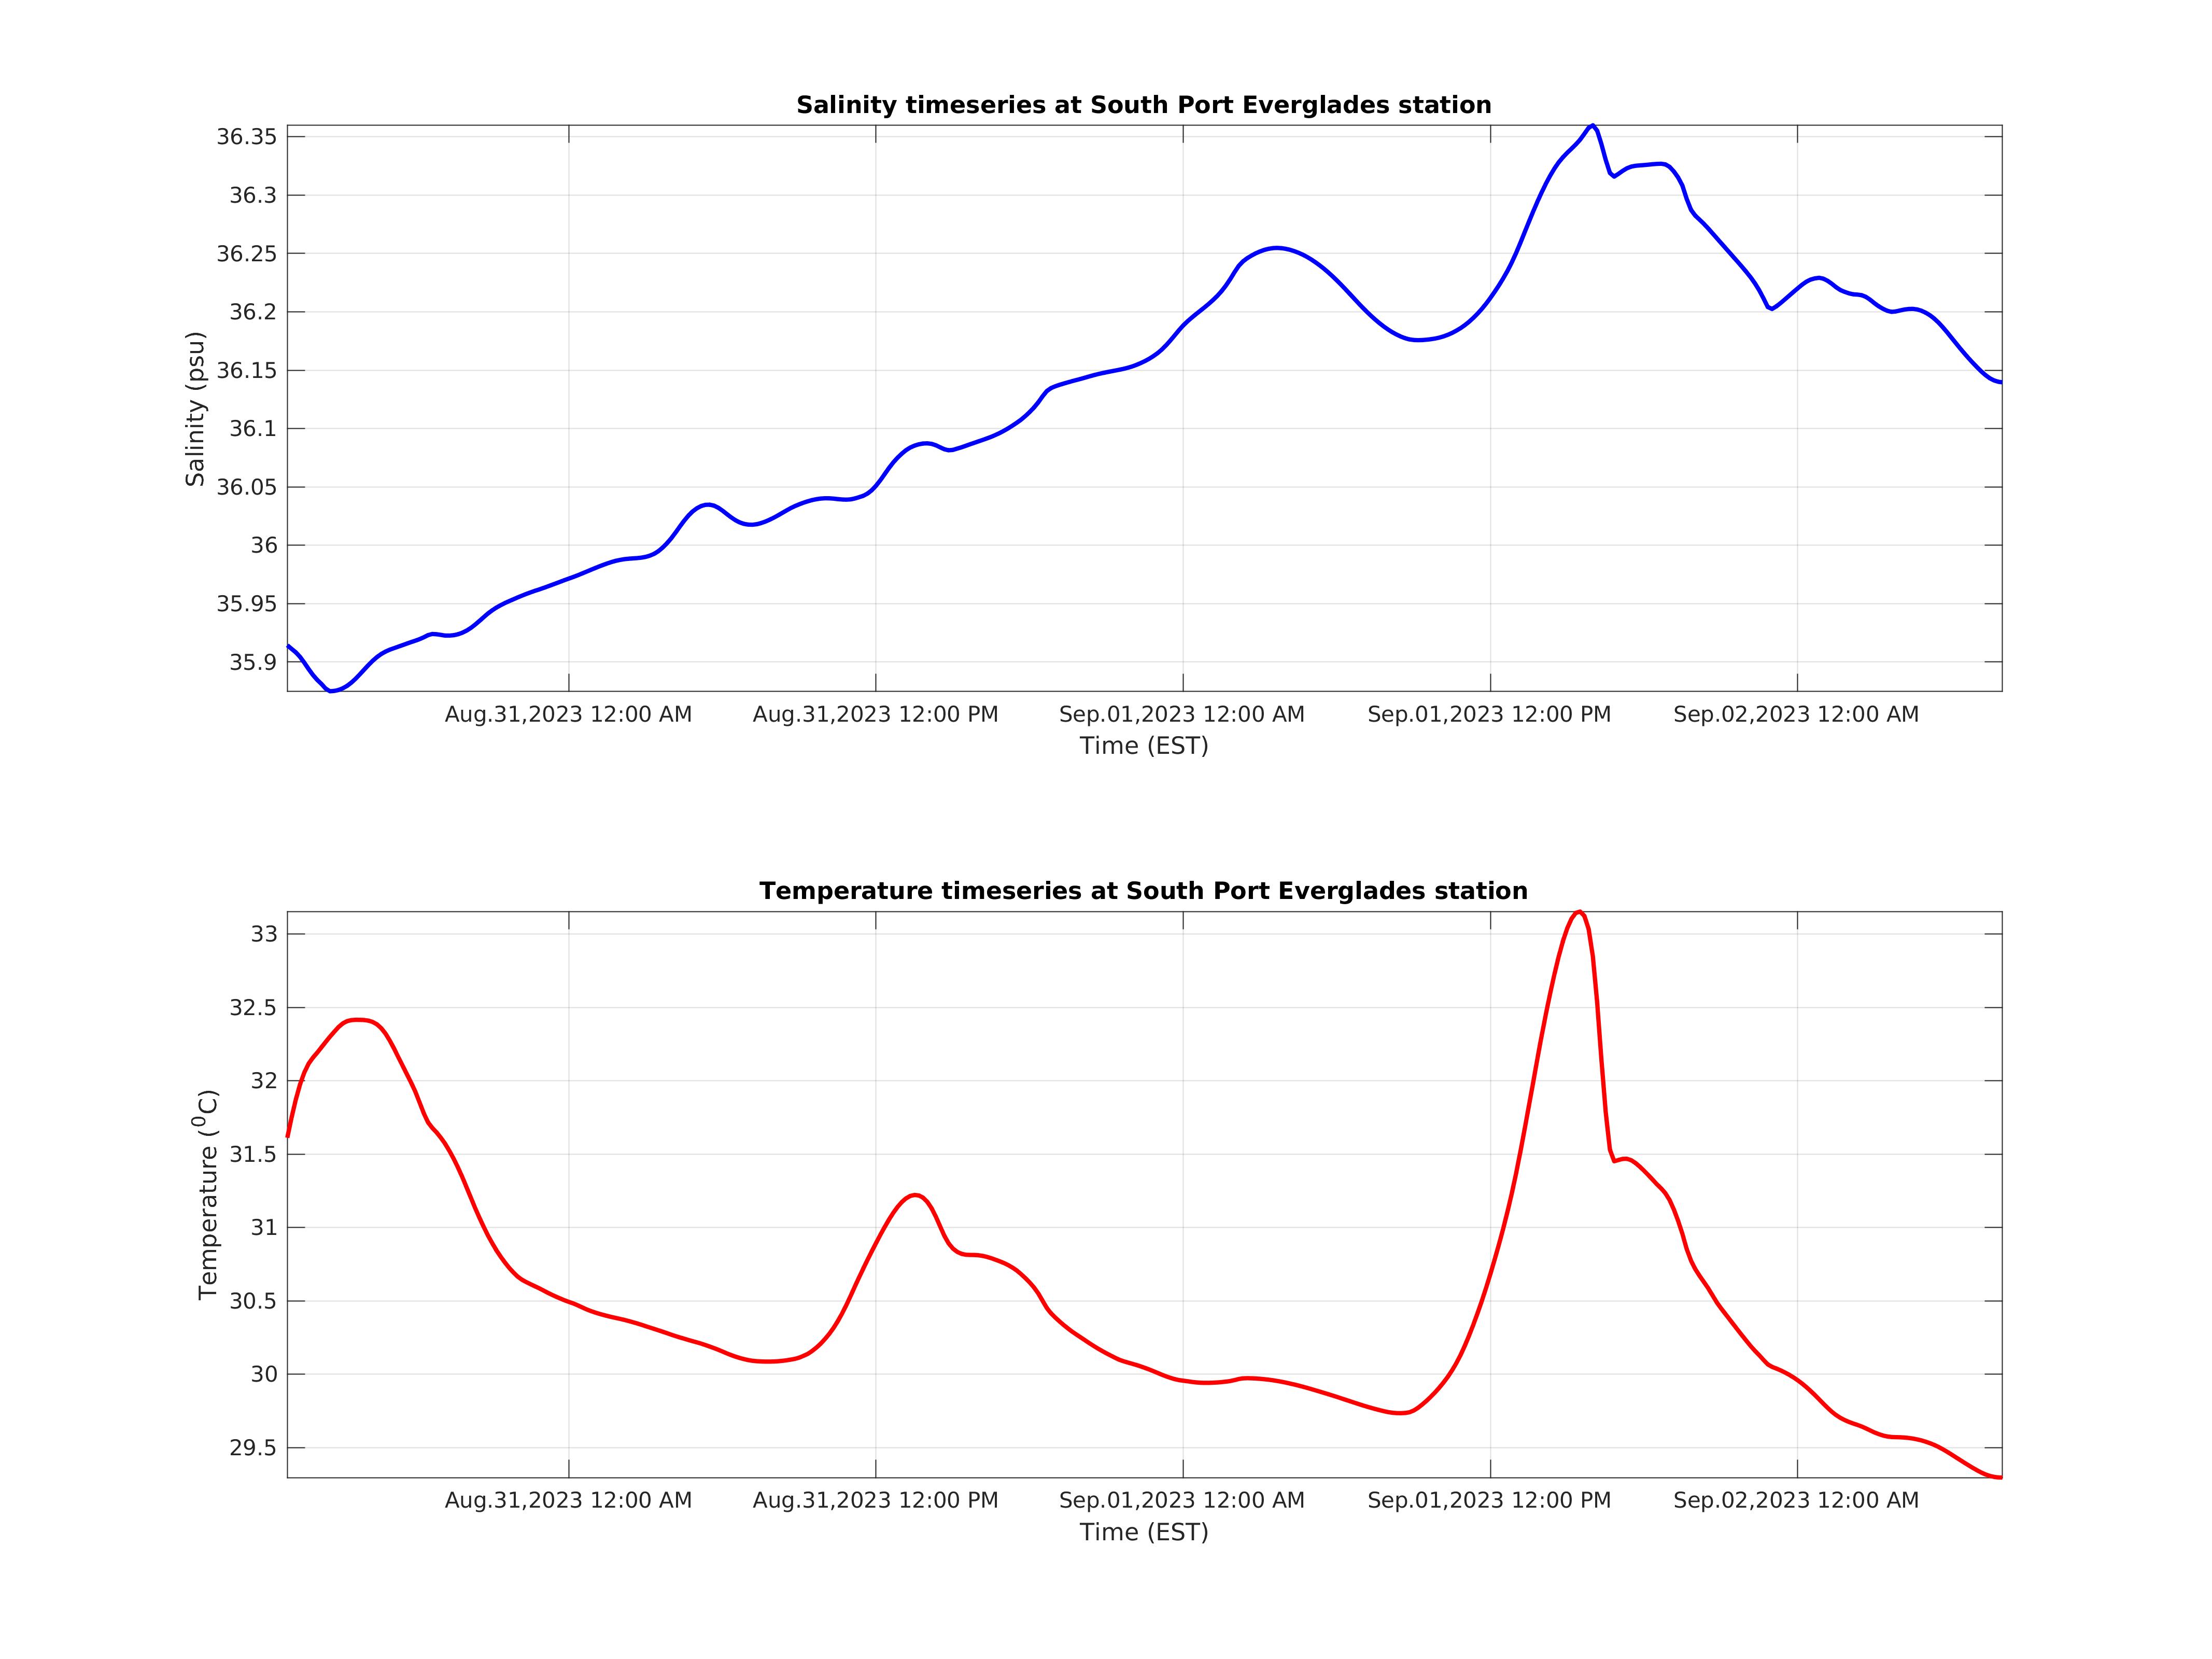 Salinity timeseries at South Port Everglades station
36.35
36.3
36.25
36.2
36.15
36.1
36.05
36
35.95
35.9
Salinity (psu)
Aug.31,2023 12:00 AM
Aug.31,2023 12:00 PM
Sep.01,2023 12:00 AM
Sep.01,2023 12:00 PM
Sep.02,2023 12:00 AM
Time (EST)
Temperature timeseries at South Port Everglades station
33
32.5
32
31.5
31
30.5
30
29.5
Temperature (⁰C)
Aug.31,2023 12:00 AM
Aug.31,2023 12:00 PM
Sep.01,2023 12:00 AM
Sep.01,2023 12:00 PM
Sep.02,2023 12:00 AM
Time (EST)